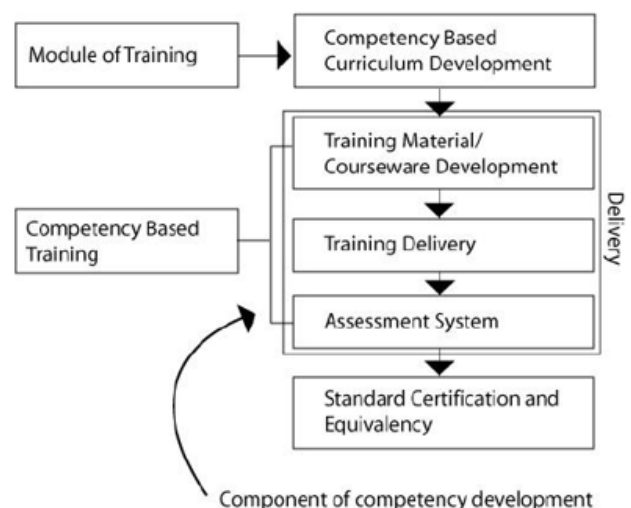 Module of Training
Competency Based
Curriculum Development
Training Material/
Courseware Development
Competency Based
Training
Training Delivery
Assessment System
Delivery
Standard Certification and
Equivalency
Component of competency development